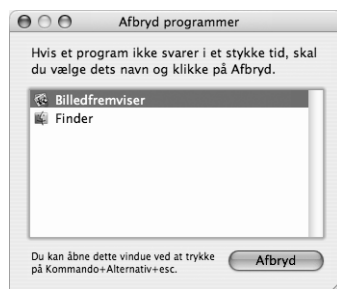 Afbryd programmer
Hvis et program ikke svarer i et stykke tid, skal
du vælge dets navn og klikke på Afbryd.
Billedfremviser
Finder
Du kan åbne dette vindue ved at trykke
på Kommando+Alternativ+esc.
Afbryd